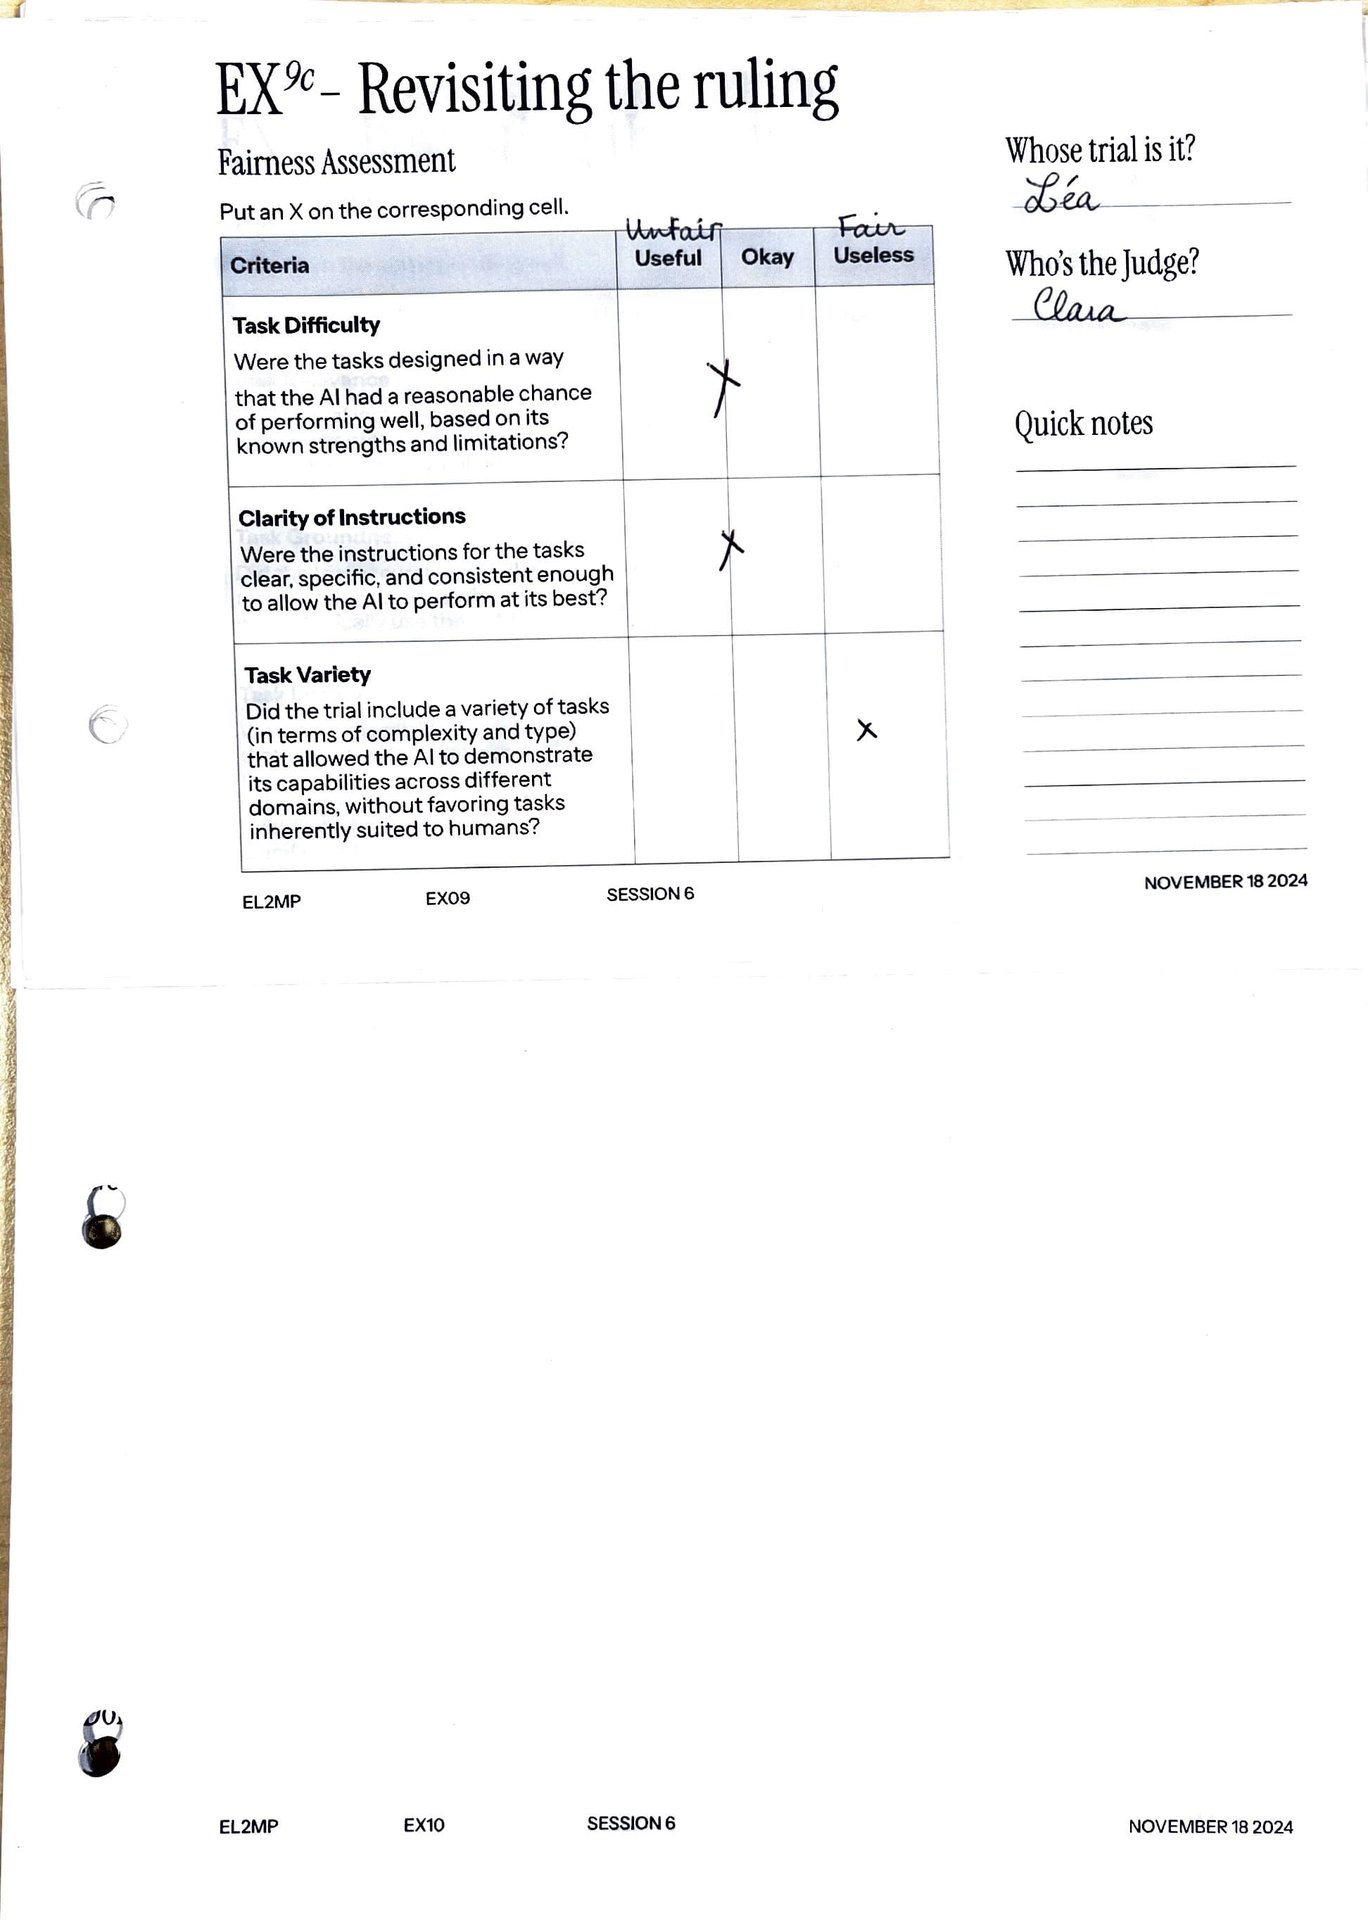 EX9c – Revisiting the ruling
Fairness Assessment
Put an X on the corresponding cell.
Unfair Fair
Criteria Useful Okay Useless
Task Difficulty
Were the tasks designed in a way
that the AI had a reasonable chance
of performing well, based on its
known strengths and limitations?
X
Clarity of Instructions
Were the instructions for the tasks
clear, specific, and consistent enough
to allow the AI to perform at its best?
X
Task Variety
Did the trial include a variety of tasks
(in terms of complexity and type)
that allowed the AI to demonstrate
its capabilities across different
domains, without favoring tasks
inherently suited to humans?
X
Whose trial is it?
Léa
Who's the Judge?
Clara
Quick notes
EL2MP EX09 SESSION 6 NOVEMBER 18 2024
EL2MP EX10 SESSION 6 NOVEMBER 18 2024